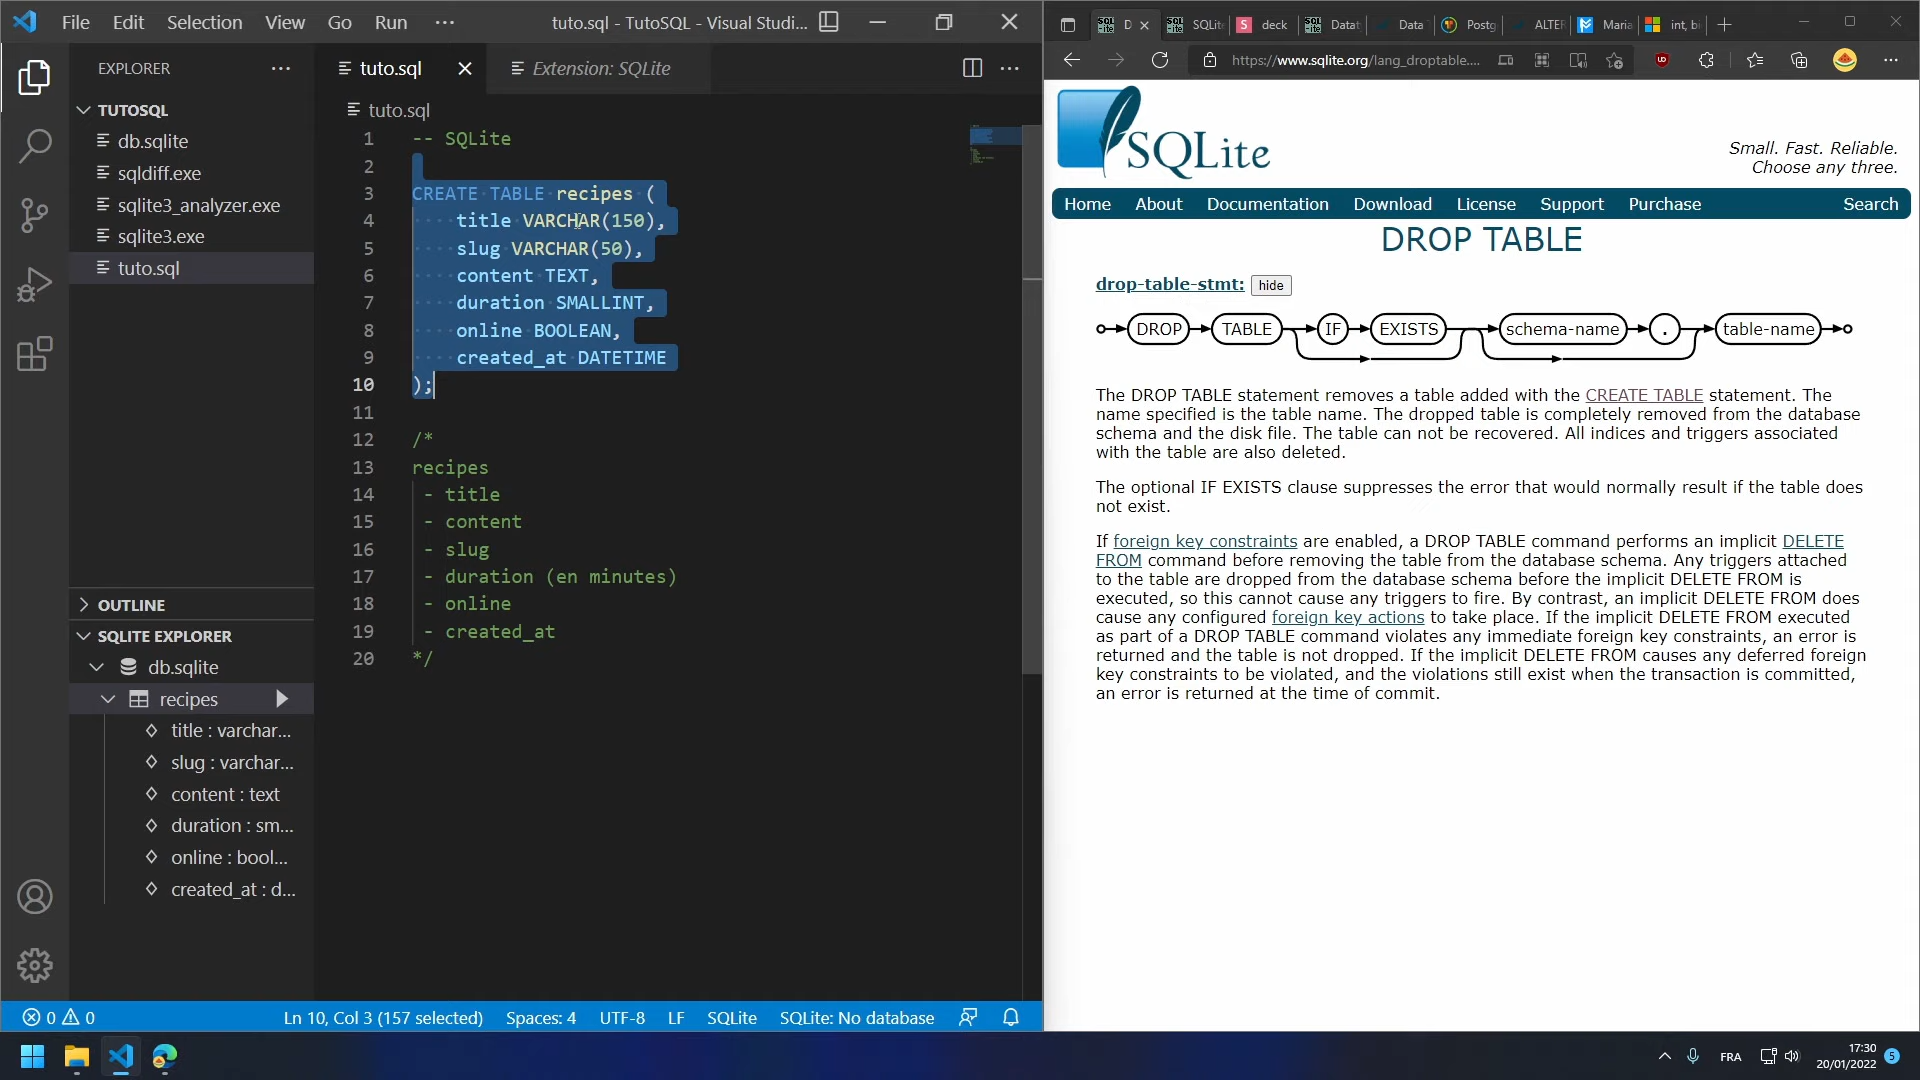 File Edit Selection View Go Run ···
tuto.sql - TutoSQL - Visual Studi...
EXPLORER
TUTOSQL
db.sqlite
sqldiff.exe
sqlite3_analyzer.exe
sqlite3.exe
tuto.sql
OUTLINE
SQLITE EXPLORER
db.sqlite
recipes
title : varchar...
slug : varchar...
content : text
duration : sm...
online : bool...
created_at : d...
tuto.sql
Extension: SQLite
tuto.sql
1 -- SQLite
2
3 CREATE TABLE recipes (
4 title VARCHAR(150),
5 slug VARCHAR(50),
6 content TEXT,
7 duration SMALLINT,
8 online BOOLEAN,
9 created_at DATETIME
10 );
11
12 /*
13 recipes
14 - title
15 - content
16 - slug
17 - duration (en minutes)
18 - online
19 - created_at
20 */
0 0
Ln 10, Col 3 (157 selected) Spaces: 4 UTF-8 LF SQLite SQLite: No database
D SQLite deck Datat Data Postg ALTER Maria int, bi
https://www.sqlite.org/lang_droptable....
SQLite
Small. Fast. Reliable.
Choose any three.
Home About Documentation Download License Support Purchase Search
DROP TABLE
drop-table-stmt: hide
DROP TABLE IF EXISTS schema-name . table-name
The DROP TABLE statement removes a table added with the CREATE TABLE statement. The
name specified is the table name. The dropped table is completely removed from the database
schema and the disk file. The table can not be recovered. All indices and triggers associated
with the table are also deleted.
The optional IF EXISTS clause suppresses the error that would normally result if the table does
not exist.
If foreign key constraints are enabled, a DROP TABLE command performs an implicit DELETE
FROM command before removing the table from the database schema. Any triggers attached
to the table are dropped from the database schema before the implicit DELETE FROM is
executed, so this cannot cause any triggers to fire. By contrast, an implicit DELETE FROM does
cause any configured foreign key actions to take place. If the implicit DELETE FROM executed
as part of a DROP TABLE command violates any immediate foreign key constraints, an error is
returned and the table is not dropped. If the implicit DELETE FROM causes any deferred foreign
key constraints to be violated, and the violations still exist when the transaction is committed,
an error is returned at the time of commit.
FRA
17:30
20/01/2022
5